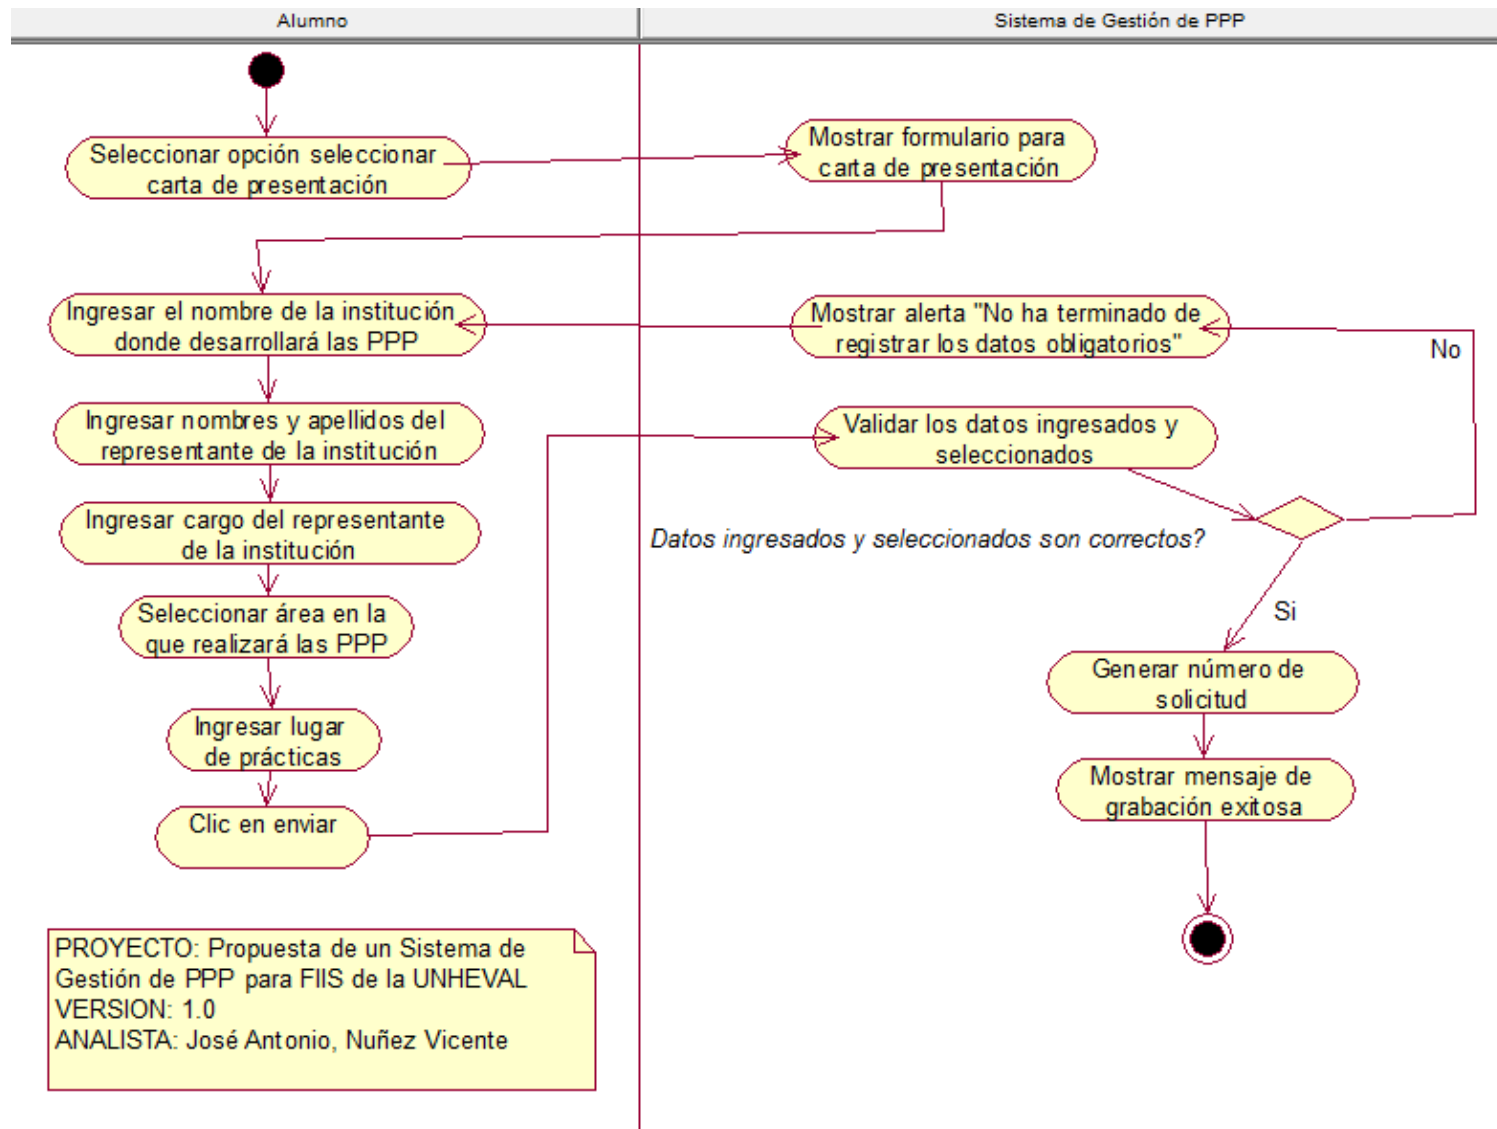 Alumno
Sistema de Gestión de PPP
Seleccionar opción seleccionar
carta de presentación
Mostrar formulario para
carta de presentación
Ingresar el nombre de la institución
donde desarrollará las PPP
Mostrar alerta "No ha terminado de
registrar los datos obligatorios"
No
Ingresar nombres y apellidos del
representante de la institución
Validar los datos ingresados y
seleccionados
Ingresar cargo del representante
de la institución
Datos ingresados y seleccionados son correctos?
Seleccionar área en la
que realizará las PPP
Si
Generar número de
solicitud
Ingresar lugar
de prácticas
Mostrar mensaje de
grabación exitosa
Clic en enviar
PROYECTO: Propuesta de un Sistema de
Gestión de PPP para FIIS de la UNHEVAL
VERSION: 1.0
ANALISTA: José Antonio, Nuñez Vicente